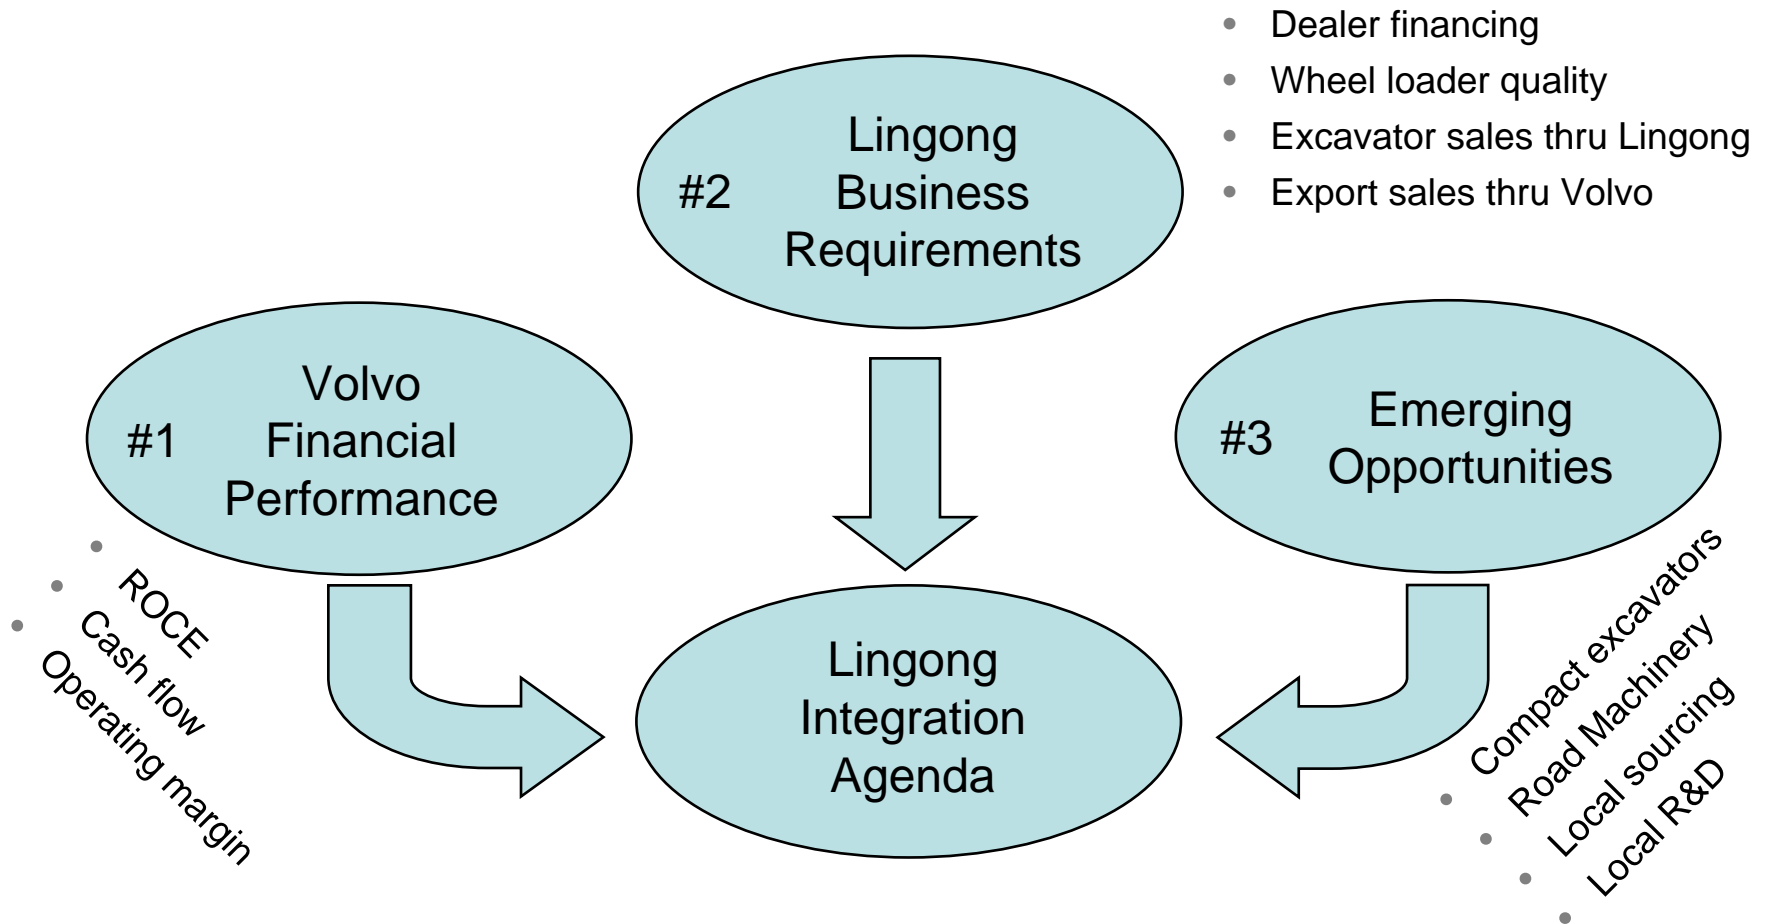 Dealer financing
Wheel loader quality
Excavator sales thru Lingong
Export sales thru Volvo
#2
Lingong
Business
Requirements
#1
Volvo
Financial
Performance
ROCE
Cash flow
Operating margin
#3
Emerging
Opportunities
Compact excavators
Road Machinery
Local sourcing
Local R&D
Lingong
Integration
Agenda